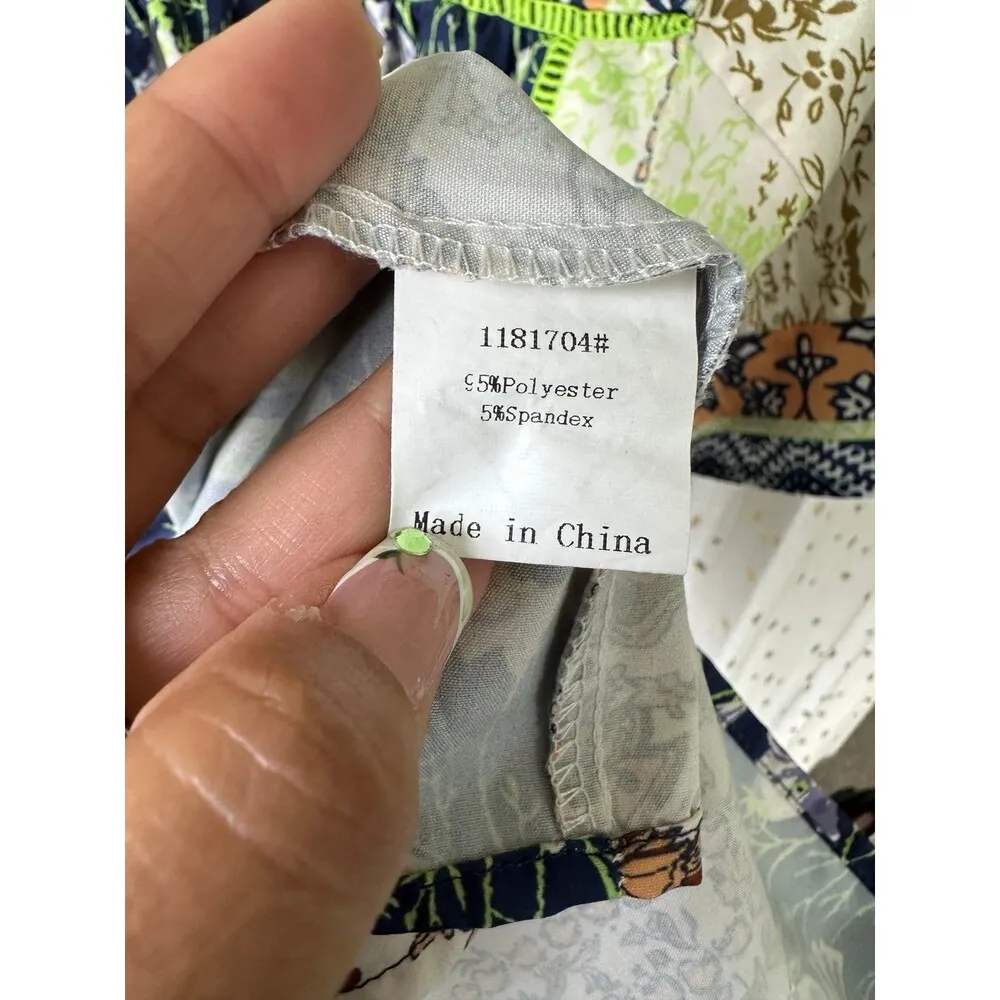 1181704#
95%Polyester
5%Spandex
Made in China